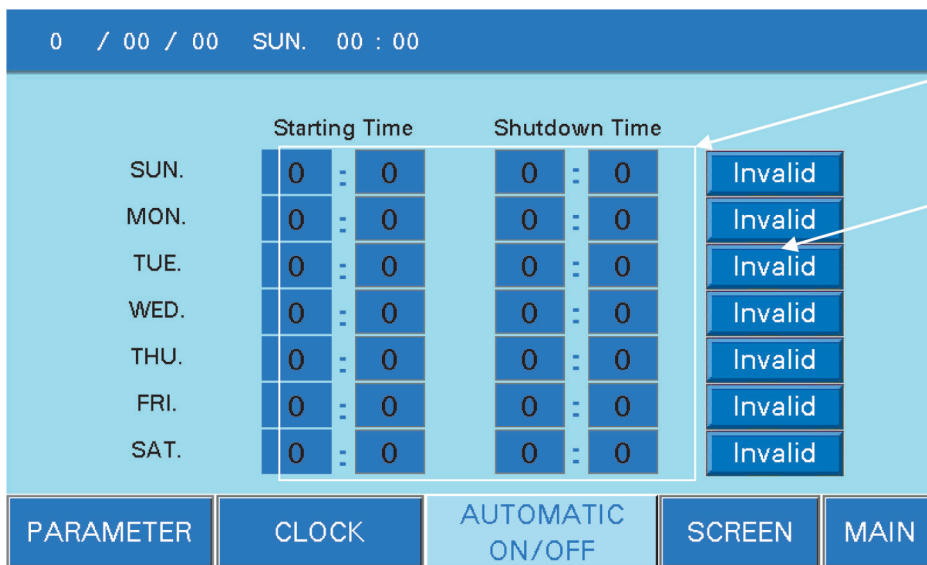 0 / 00 / 00 SUN. 00 : 00
Starting Time Shutdown Time
SUN. 0 : 0 0 : 0 Invalid
MON. 0 : 0 0 : 0 Invalid
TUE. 0 : 0 0 : 0 Invalid
WED. 0 : 0 0 : 0 Invalid
THU. 0 : 0 0 : 0 Invalid
FRI. 0 : 0 0 : 0 Invalid
SAT. 0 : 0 0 : 0 Invalid
PARAMETER CLOCK AUTOMATIC ON/OFF SCREEN MAIN